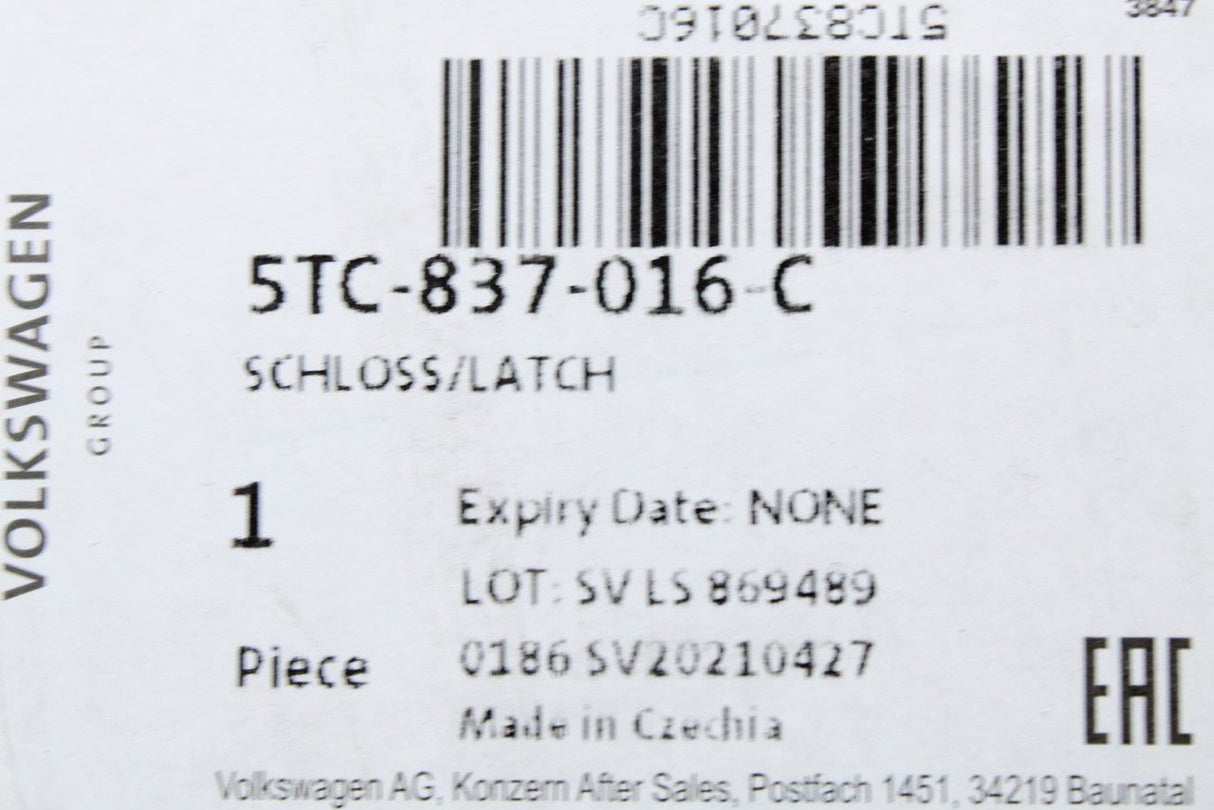 3847
5TC837016C
5TC-837-016-C
SCHLOSS/LATCH
VOLKSWAGEN
GROUP
1
Expiry Date: NONE
LOT: SV LS 869489
Piece
0186 SV20210427
Made in Czechia
EAC
Volkswagen AG, Konzern After Sales, Postfach 1451, 34219 Baunatal